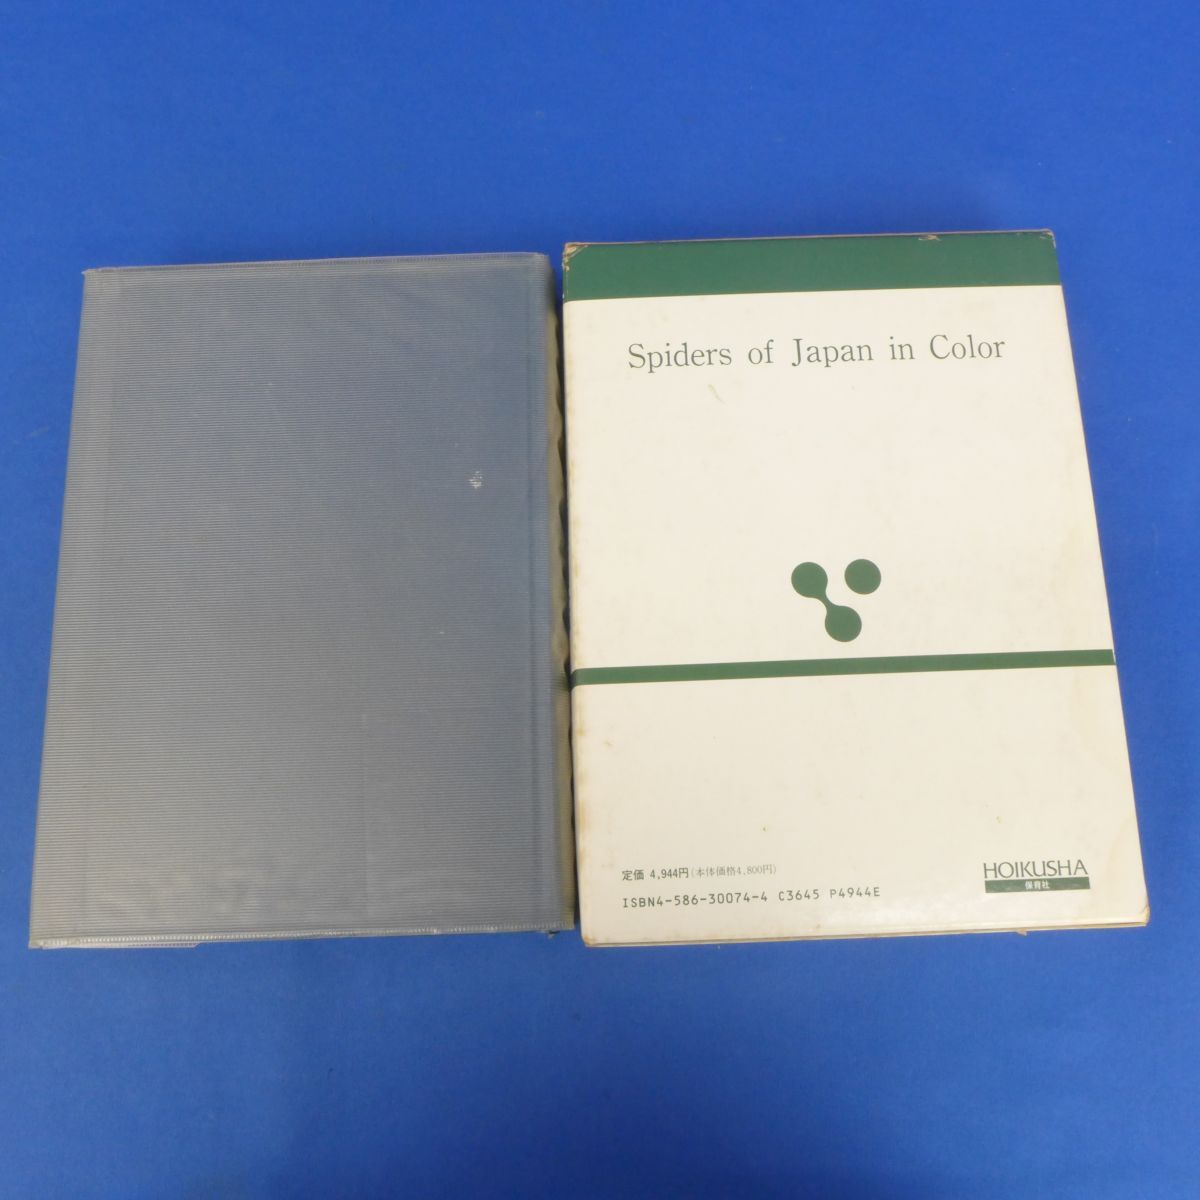 Spiders of Japan in Color
定価 4,944円(本体価格4,800円)
ISBN4-586-30074-4 C3645 P4944E
HOIKUSHA
保育社